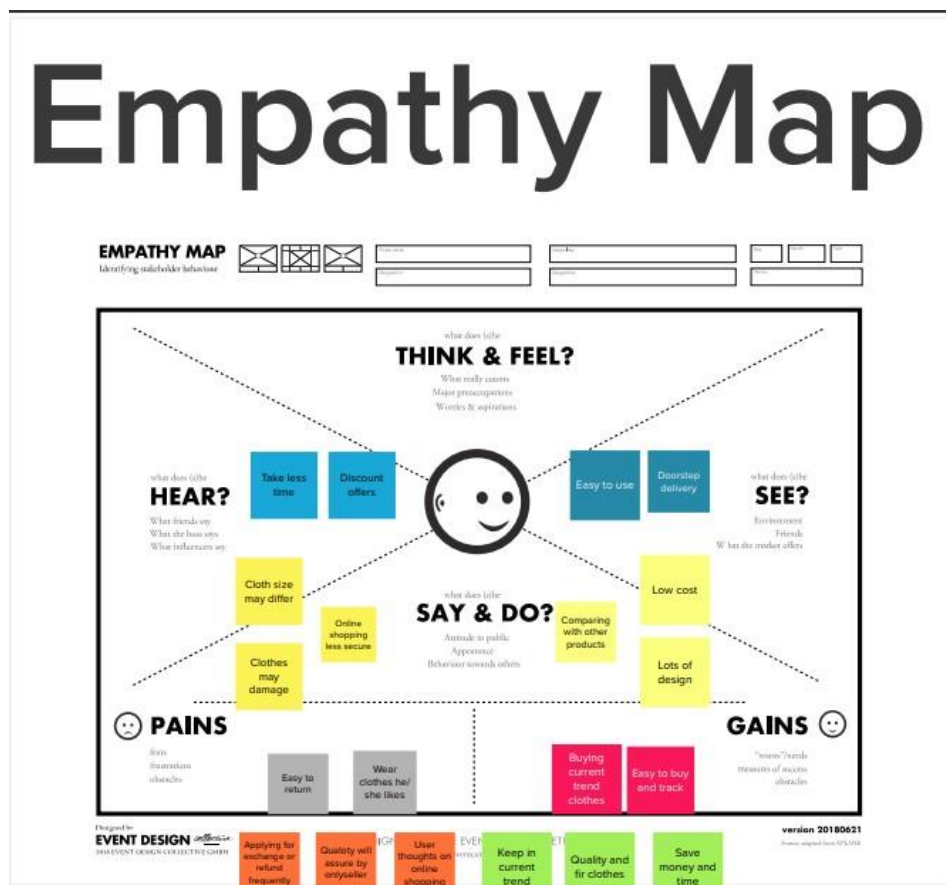 Empathy Map
EMPATHY MAP
Identifying stakeholder behaviour
what does (s)he
THINK & FEEL?
What really counts
Major preoccupations
Worries & aspirations
what does (s)he
HEAR?
What friends say
What the boss says
What influencers say
Take less
time
Discount
offers
Easy to use
Doorstep
delivery
what does (s)he
SEE?
Environment
Friends
W hat the market offers
Cloth size
may differ
Online
shopping
less secure
Clothes
may
damage
what does (s)he
SAY & DO?
Attitude in public
Appearance
Behaviour towards others
Comparing
with other
products
Low cost
Lots of
design
PAINS
fears
frustrations
obstacles
Easy to
return
Wear
clothes he/
she likes
Buying
current
trend
clothes
Easy to buy
and track
GAINS
"wants"/needs
measures of success
obstacles
Designed by
EVENT DESIGN collective
EVENT DESIGN COLLECTIVE GMBH
version 20180621
Applying for
exchange or
refund
frequently
Qualoty will
assure by
onlyseller
User
thoughts on
online
shopping
Keep in
current
trend
Quality and
fir clothes
Save
money and
time